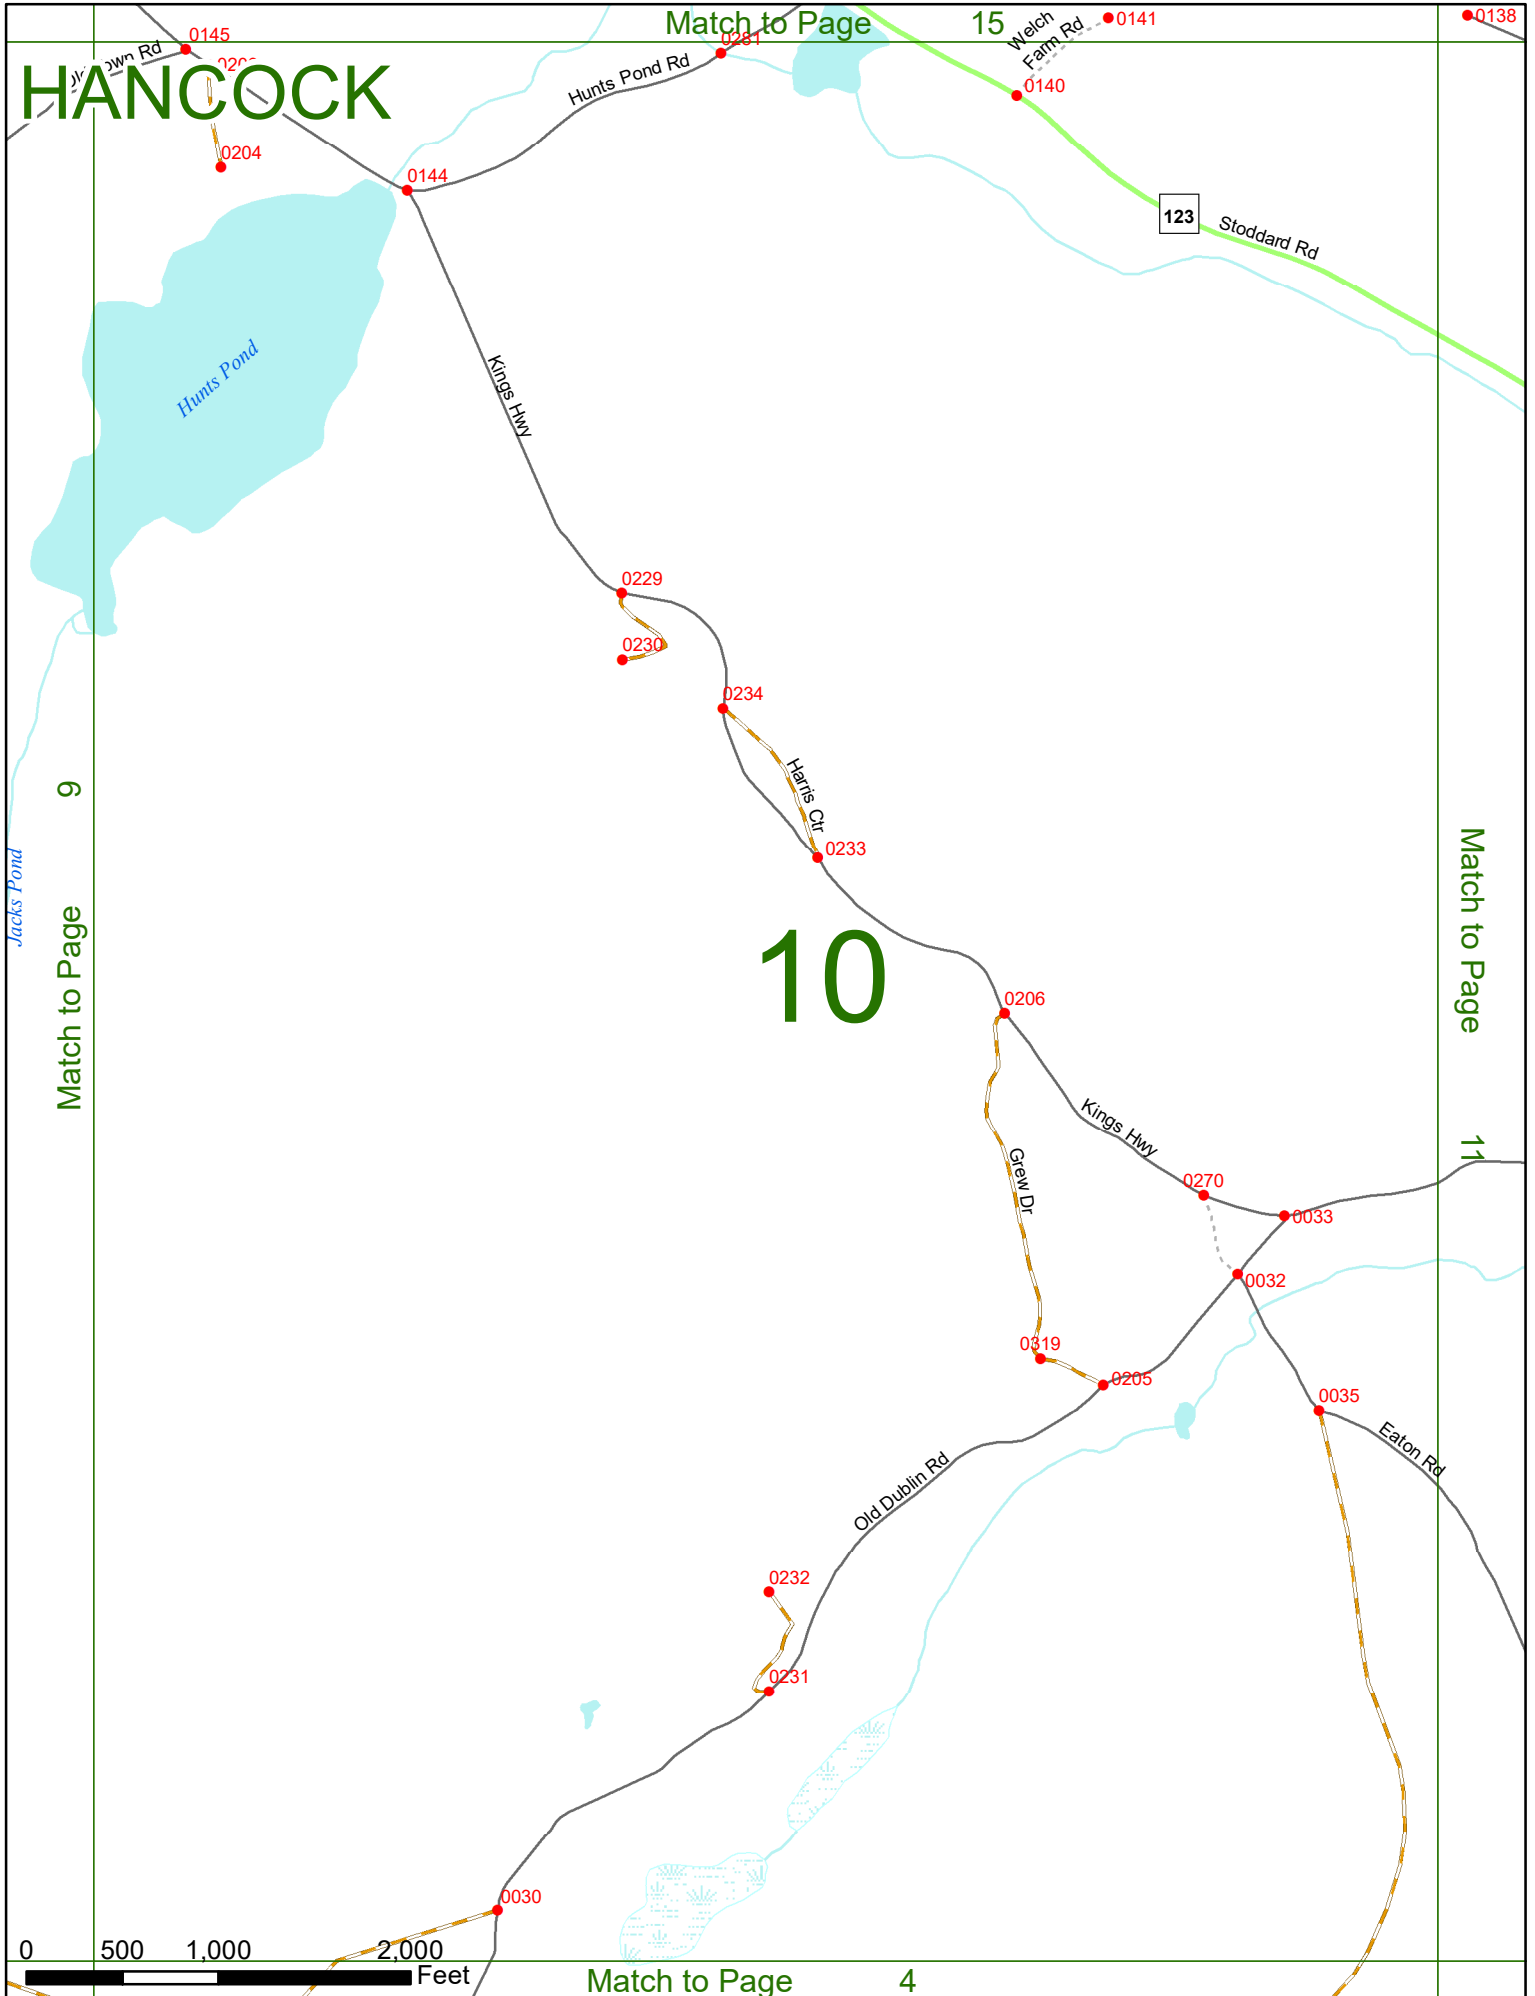 Match to Page 15
Welch
Farm Rd
0141
0138
0145
0281
HANCOCK
Hunts Pond Rd
0140
0204
0144
123
Stoddard Rd
Hunts Pond
Kings Hwy
0229
0230
0234
Harris Ctr
0233
9
Match to Page
Jacks Pond
10
Match to Page
11
0206
Kings Hwy
Grew Dr
0270
0033
0032
0319
0205
0035
Eaton Rd
Old Dublin Rd
0232
0231
0030
0 500 1,000 2,000
Feet
Match to Page 4